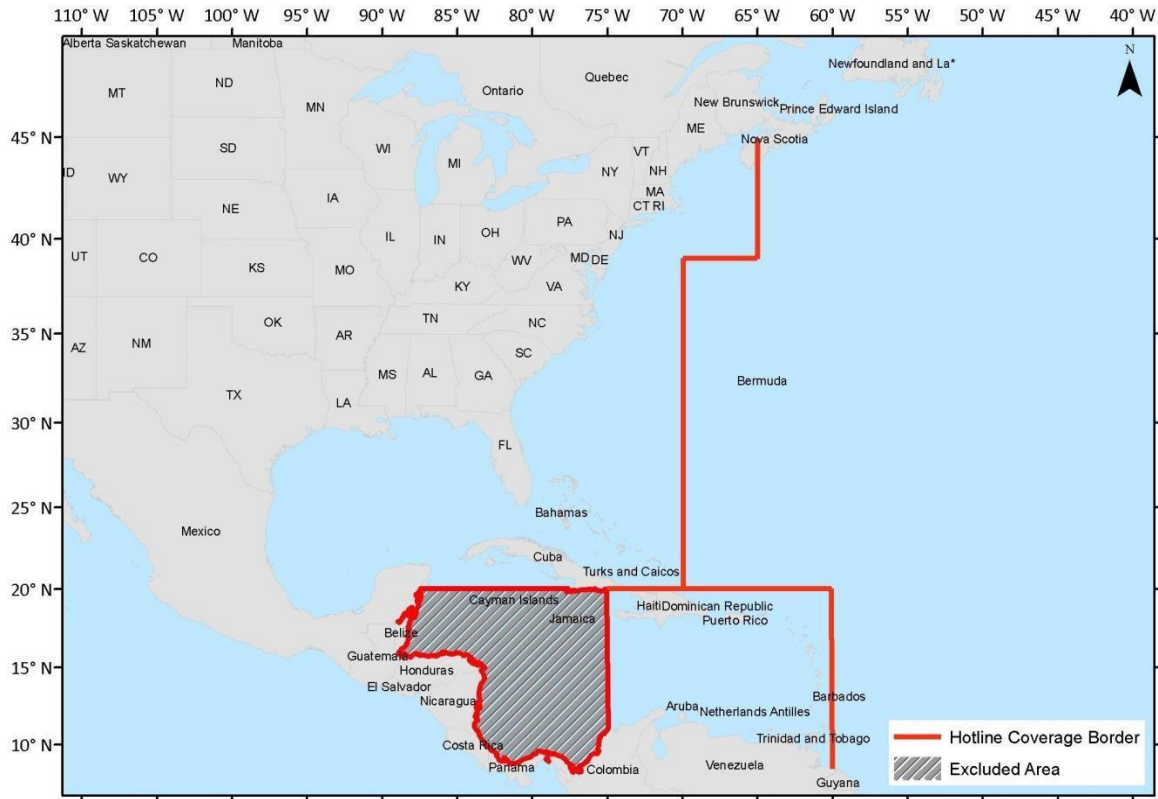 110° W 105° W 100° W 95° W 90° W 85° W 80° W 75° W 70° W 65° W 60° W 55° W 50° W 45° W 40° W
Alberta Saskatchewan Manitoba
N
Newfoundland and La*
Quebec
Ontario
ND
MT
MN
New Brunswick
Prince Edward Island
ME
45° N
Nova Scotia
SD
WI
MI
VT
NY
NH
ID
WY
MA
NE
IA
CT RI
PA
40° N
IL
IN
OH
NJ
UT
CO
KS
MO
WV
MD DE
KY
VA
OK
TN
NC
35° N
AZ
NM
AR
SC
MS
AL
GA
Bermuda
TX
LA
30° N
FL
25° N
Bahamas
Mexico
Cuba
Turks and Caicos
20° N
Cayman Islands
Haiti Dominican Republic
Jamaica
Puerto Rico
Belize
Guatemala
15° N
Honduras
El Salvador
Nicaragua
Barbados
Aruba
Netherlands Antilles
10° N
Costa Rica
Trinidad and Tobago
Panama
Colombia
Venezuela
Guyana
Hotline Coverage Border
Excluded Area